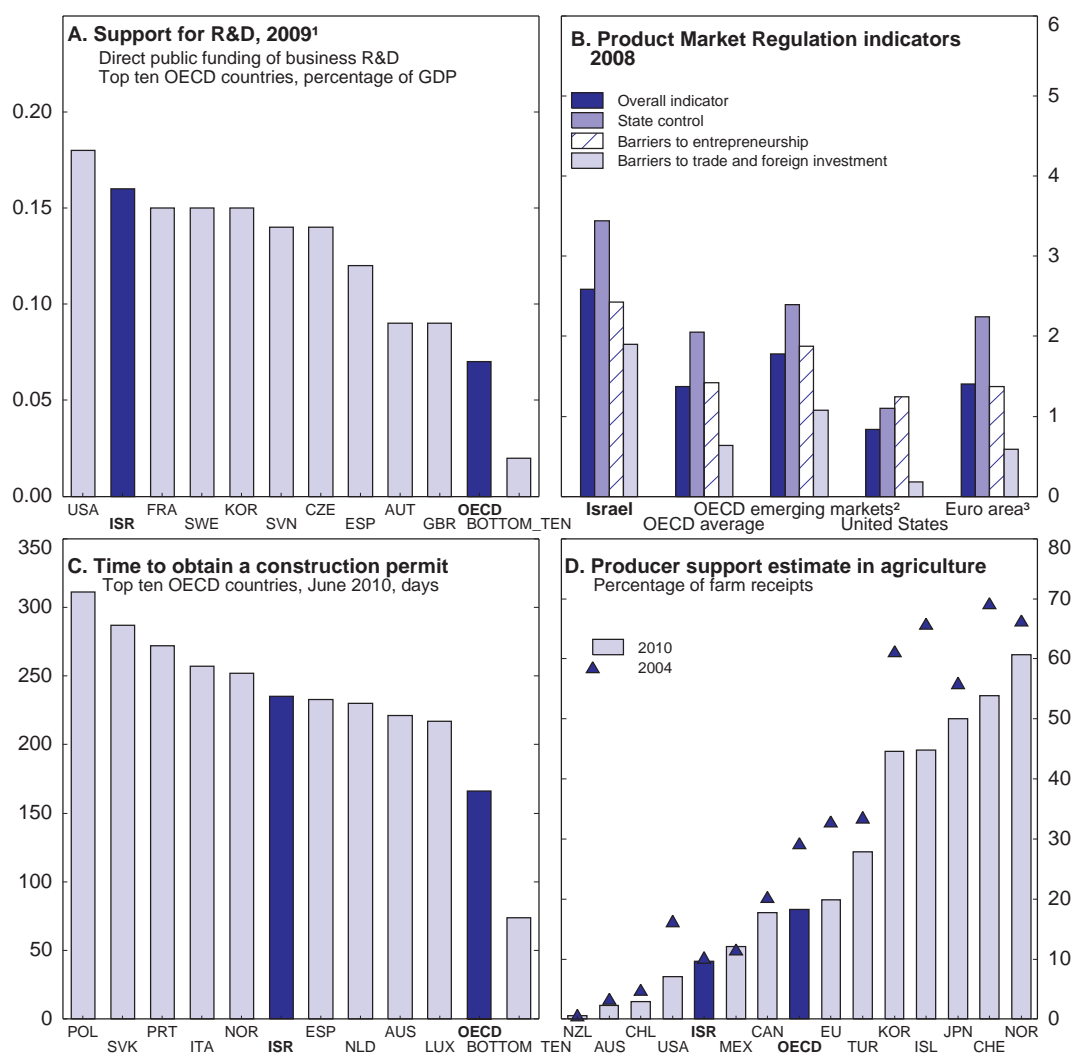 A. Support for R&D, 2009¹
Direct public funding of business R&D
Top ten OECD countries, percentage of GDP
0.20
0.15
0.10
0.05
0.00
USA FRA KOR CZE AUT OECD
ISR SWE SVN ESP GBR BOTTOM_TEN
B. Product Market Regulation indicators
2008
Overall indicator
State control
Barriers to entrepreneurship
Barriers to trade and foreign investment
6
5
4
3
2
1
0
Israel OECD emerging markets² Euro area³
OECD average United States
C. Time to obtain a construction permit
Top ten OECD countries, June 2010, days
350
300
250
200
150
100
50
0
POL PRT NOR ESP AUS OECD
SVK ITA ISR NLD LUX BOTTOM_TEN
D. Producer support estimate in agriculture
Percentage of farm receipts
2010
2004
80
70
60
50
40
30
20
10
0
NZL CHL ISR CAN EU KOR JPN NOR
AUS USA MEX OECD TUR ISL CHE